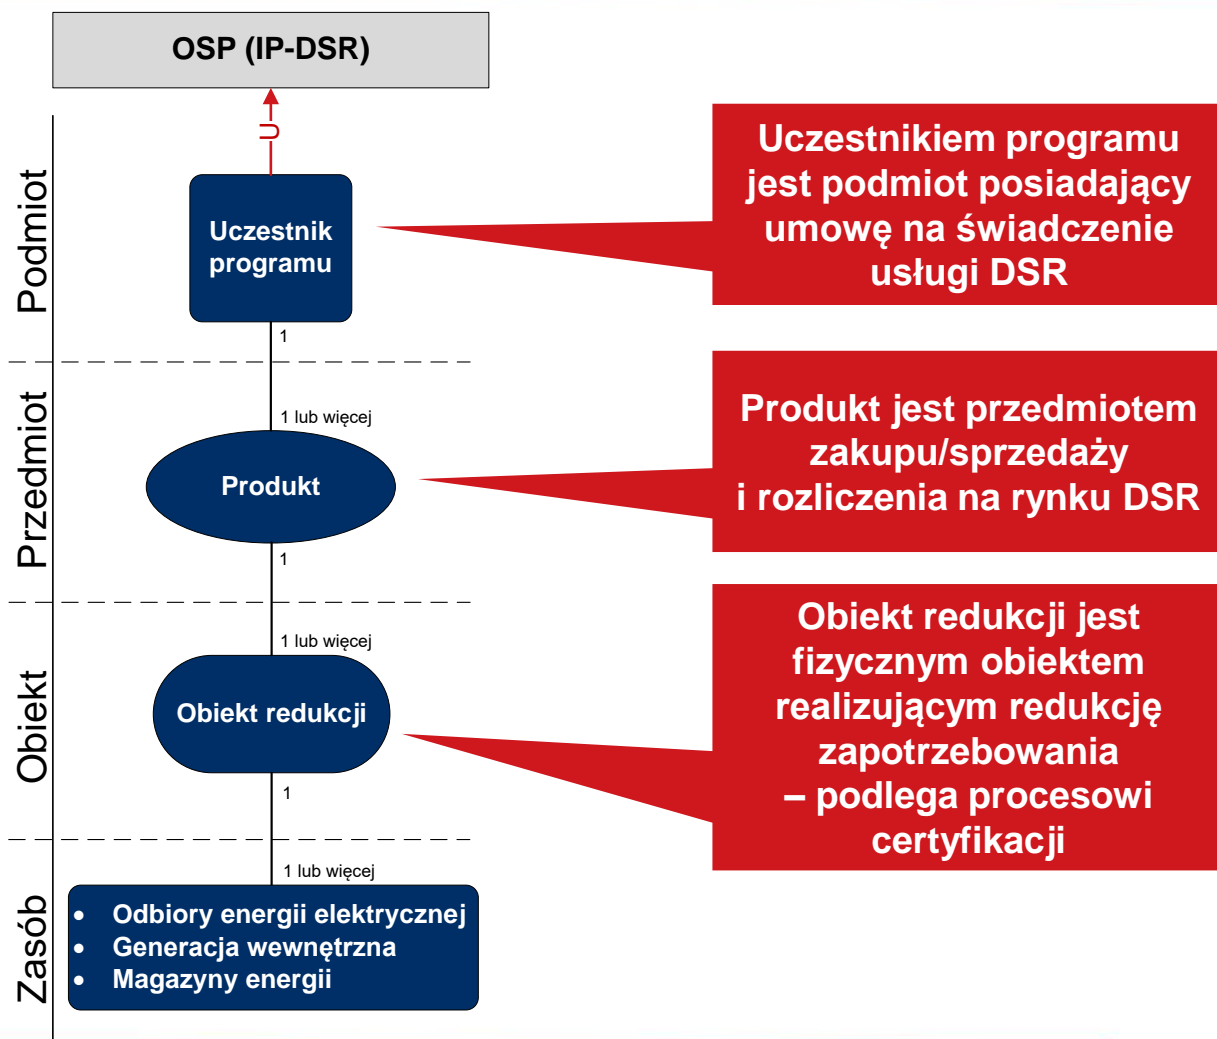 OSP (IP-DSR)
U
Podmiot
Uczestnik
programu
1
Uczestnikiem programu
jest podmiot posiadający
umowę na świadczenie
usługi DSR
Przedmiot
1 lub więcej
Produkt
1
Produkt jest przedmiotem
zakupu/sprzedaży
i rozliczenia na rynku DSR
Obiekt
1 lub więcej
Obiekt redukcji
1
Obiekt redukcji jest
fizycznym obiektem
realizującym redukcję
zapotrzebowania
– podlega procesowi
certyfikacji
Zasób
1 lub więcej
• Odbiory energii elektrycznej
• Generacja wewnętrzna
• Magazyny energii